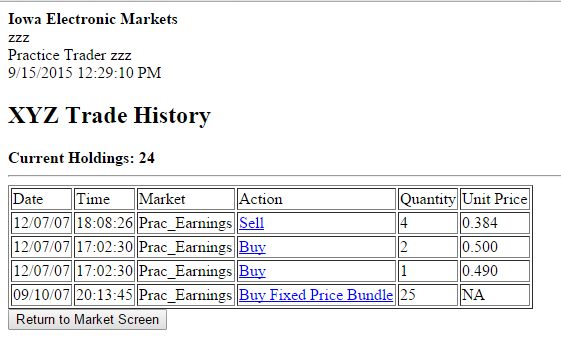 Iowa Electronic Markets
zzz
Practice Trader zzz
9/15/2015 12:29:10 PM
XYZ Trade History
Current Holdings: 24
Date Time Market Action Quantity Unit Price
12/07/07 18:08:26 Prac_Earnings Sell 4 0.384
12/07/07 17:02:30 Prac_Earnings Buy 2 0.500
12/07/07 17:02:30 Prac_Earnings Buy 1 0.490
09/10/07 20:13:45 Prac_Earnings Buy Fixed Price Bundle 25 NA
Return to Market Screen